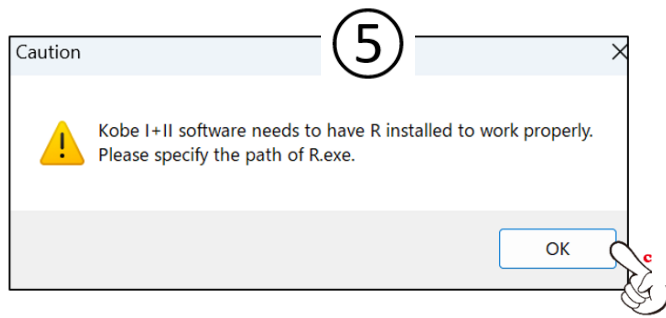 5
Caution
Kobe I+II software needs to have R installed to work properly.
Please specify the path of R.exe.
OK
c